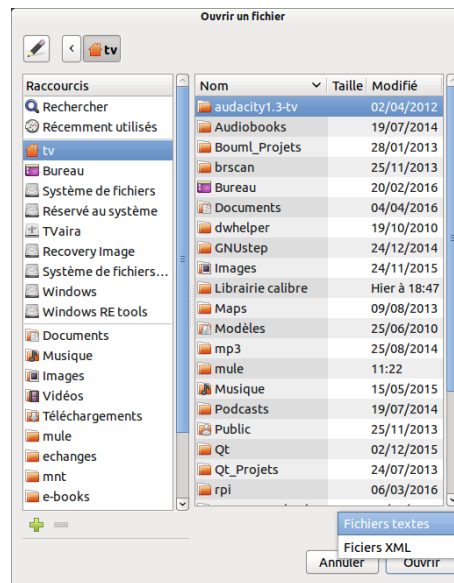 Ouvrir un fichier
tv
Raccourcis
Rechercher
Récemment utilisés
tv
Bureau
Système de fichiers
Réservé au système
TVaira
Recovery Image
Système de fichiers...
Windows
Windows RE tools
Documents
Musique
Images
Vidéos
Téléchargements
mule
echanges
mnt
e-books
Nom Taille Modifié
audacity1.3-tv 02/04/2012
Audiobooks 19/07/2014
Bouml_Projets 28/01/2013
brscan 25/11/2013
Bureau 20/02/2016
Documents 04/04/2016
dwhelper 19/10/2010
GNUstep 24/12/2014
Images 24/11/2015
Librairie calibre Hier à 18:47
Maps 09/08/2013
Modèles 25/06/2010
mp3 25/08/2014
mule 11:22
Musique 15/05/2015
Podcasts 19/07/2014
Public 25/11/2013
Qt 02/12/2015
Qt_Projets 24/07/2013
rpi 06/03/2016
Fichiers textes
Ficiers XML
Annuler Ouvrir